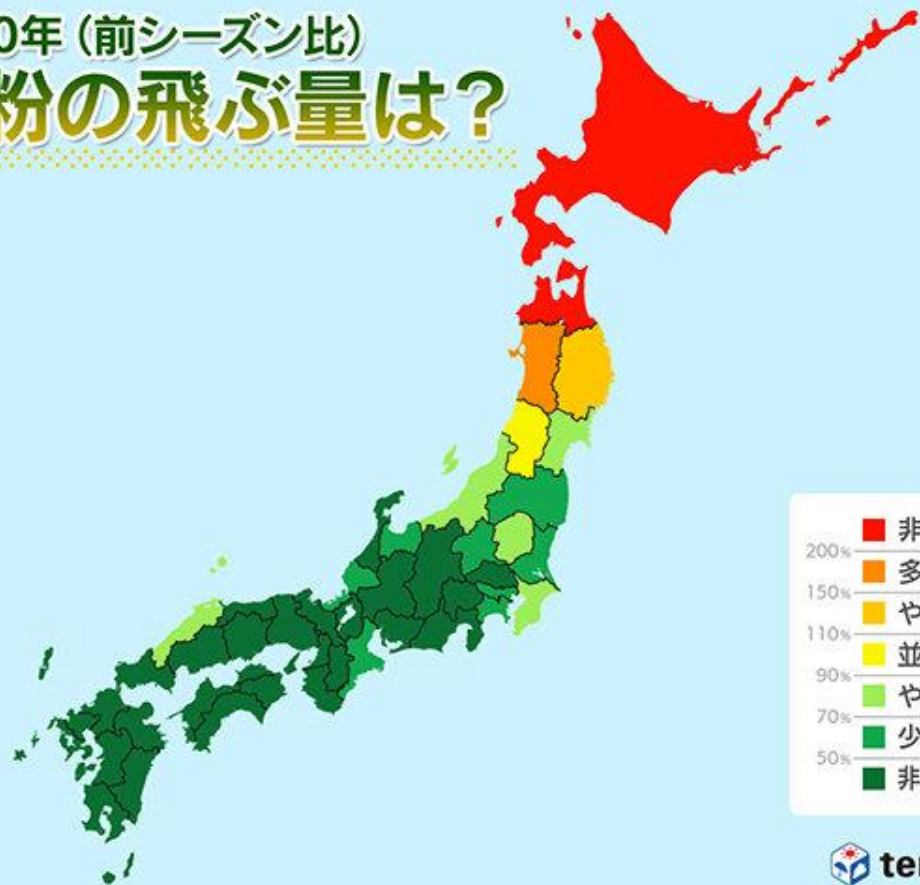 0年（前シーズン比）
粉の飛ぶ量は？
非
200%
多
150%
や
110%
並
90%
や
70%
少
50%
非
ten